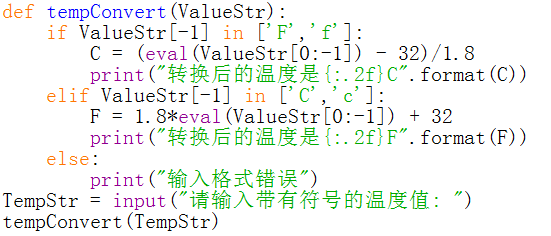 def tempConvert(ValueStr):
    if ValueStr[-1] in ['F','f']:
        C = (eval(ValueStr[0:-1]) - 32)/1.8
        print("转换后的温度是{:.2f}C".format(C))
    elif ValueStr[-1] in ['C','c']:
        F = 1.8*eval(ValueStr[0:-1]) + 32
        print("转换后的温度是{:.2f}F".format(F))
    else:
        print("输入格式错误")
TempStr = input("请输入带有符号的温度值: ")
tempConvert(TempStr)